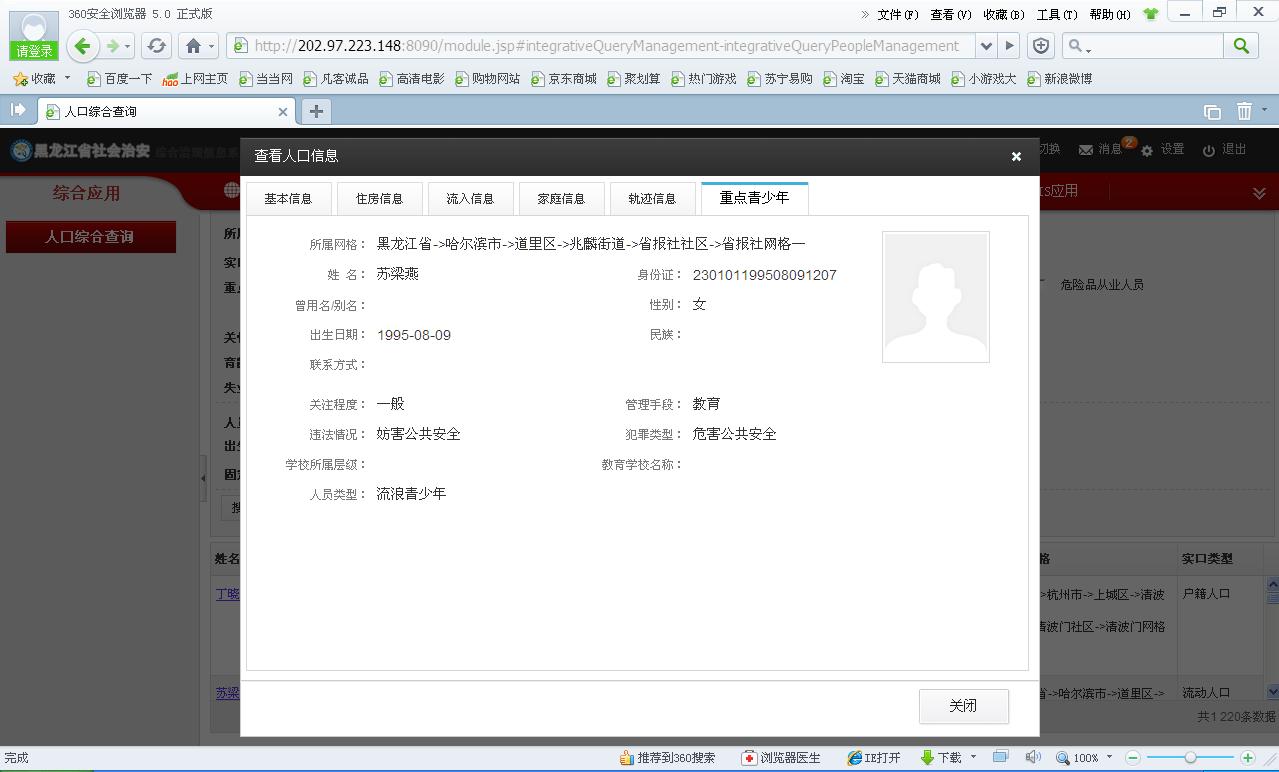 360安全浏览器 5.0 正式版
» 文件(F) 查看(V) 收藏(B) 工具(T) 帮助(H)
请登录
http://202.97.223.148:8090/module.jsp#integrativeQueryManagement-integrativeQueryPeopleManagement
收藏 百度一下 hao 上网主页 当当网 凡客诚品 高清电影 购物网站 京东商城 聚划算 热门游戏 苏宁易购 淘宝 天猫商城 小游戏大 新浪微博
人口综合查询
黑龙江省社会治安
切换 消息 2 设置 退出
综合应用
IS应用
人口综合查询
查看人口信息
基本信息 住房信息 流入信息 家庭信息 轨迹信息 重点青少年
所属网格： 黑龙江省->哈尔滨市->道里区->兆麟街道->省报社社区->省报社网格一
姓 名： 苏梁燕 身份证： 230101199508091207
曾用名/别名： 性别： 女
出生日期： 1995-08-09 民族：
联系方式：
关注程度： 一般 管理手段： 教育
违法情况： 妨害公共安全 犯罪类型： 危害公共安全
学校所属层级： 教育学校名称：
人员类型： 流浪青少年
关闭
危险品从业人员
姓名 格 实口类型
丁晓 ->杭州市->上城区->清波 户籍人口
清波门社区->清波门网格
苏梁 省->哈尔滨市->道里区-> 流动人口
共1 220条数据
完成 推荐到360搜索 浏览器医生 IE打开 下载 100%